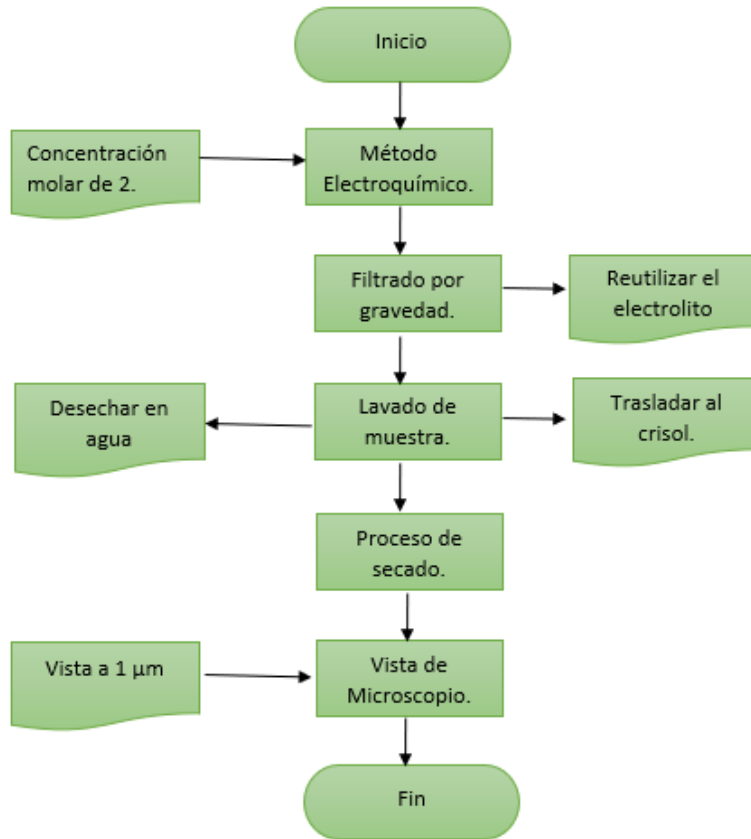 Inicio
Concentración
molar de 2.
Método
Electroquímico.
Filtrado por
gravedad.
Reutilizar el
electrolito
Desechar en
agua
Lavado de
muestra.
Trasladar al
crisol.
Proceso de
secado.
Vista a 1 µm
Vista de
Microscopio.
Fin